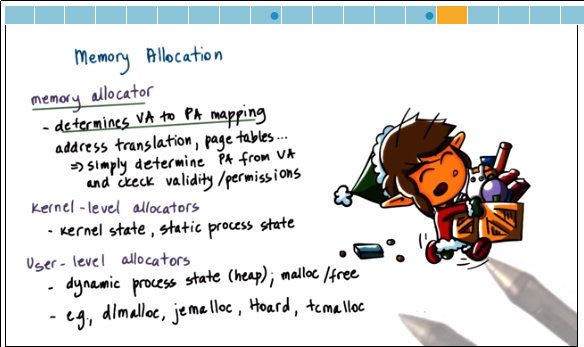 Memory Allocation
memory allocator
- determines VA to PA mapping
address translation, page tables...
⇒ simply determine PA from VA
and check validity/permissions
Kernel-level allocators
- kernel state, static process state
User-level allocators
- dynamic process state (heap); malloc/free
- e.g., dlmalloc, jemalloc, Hoard, tcmalloc